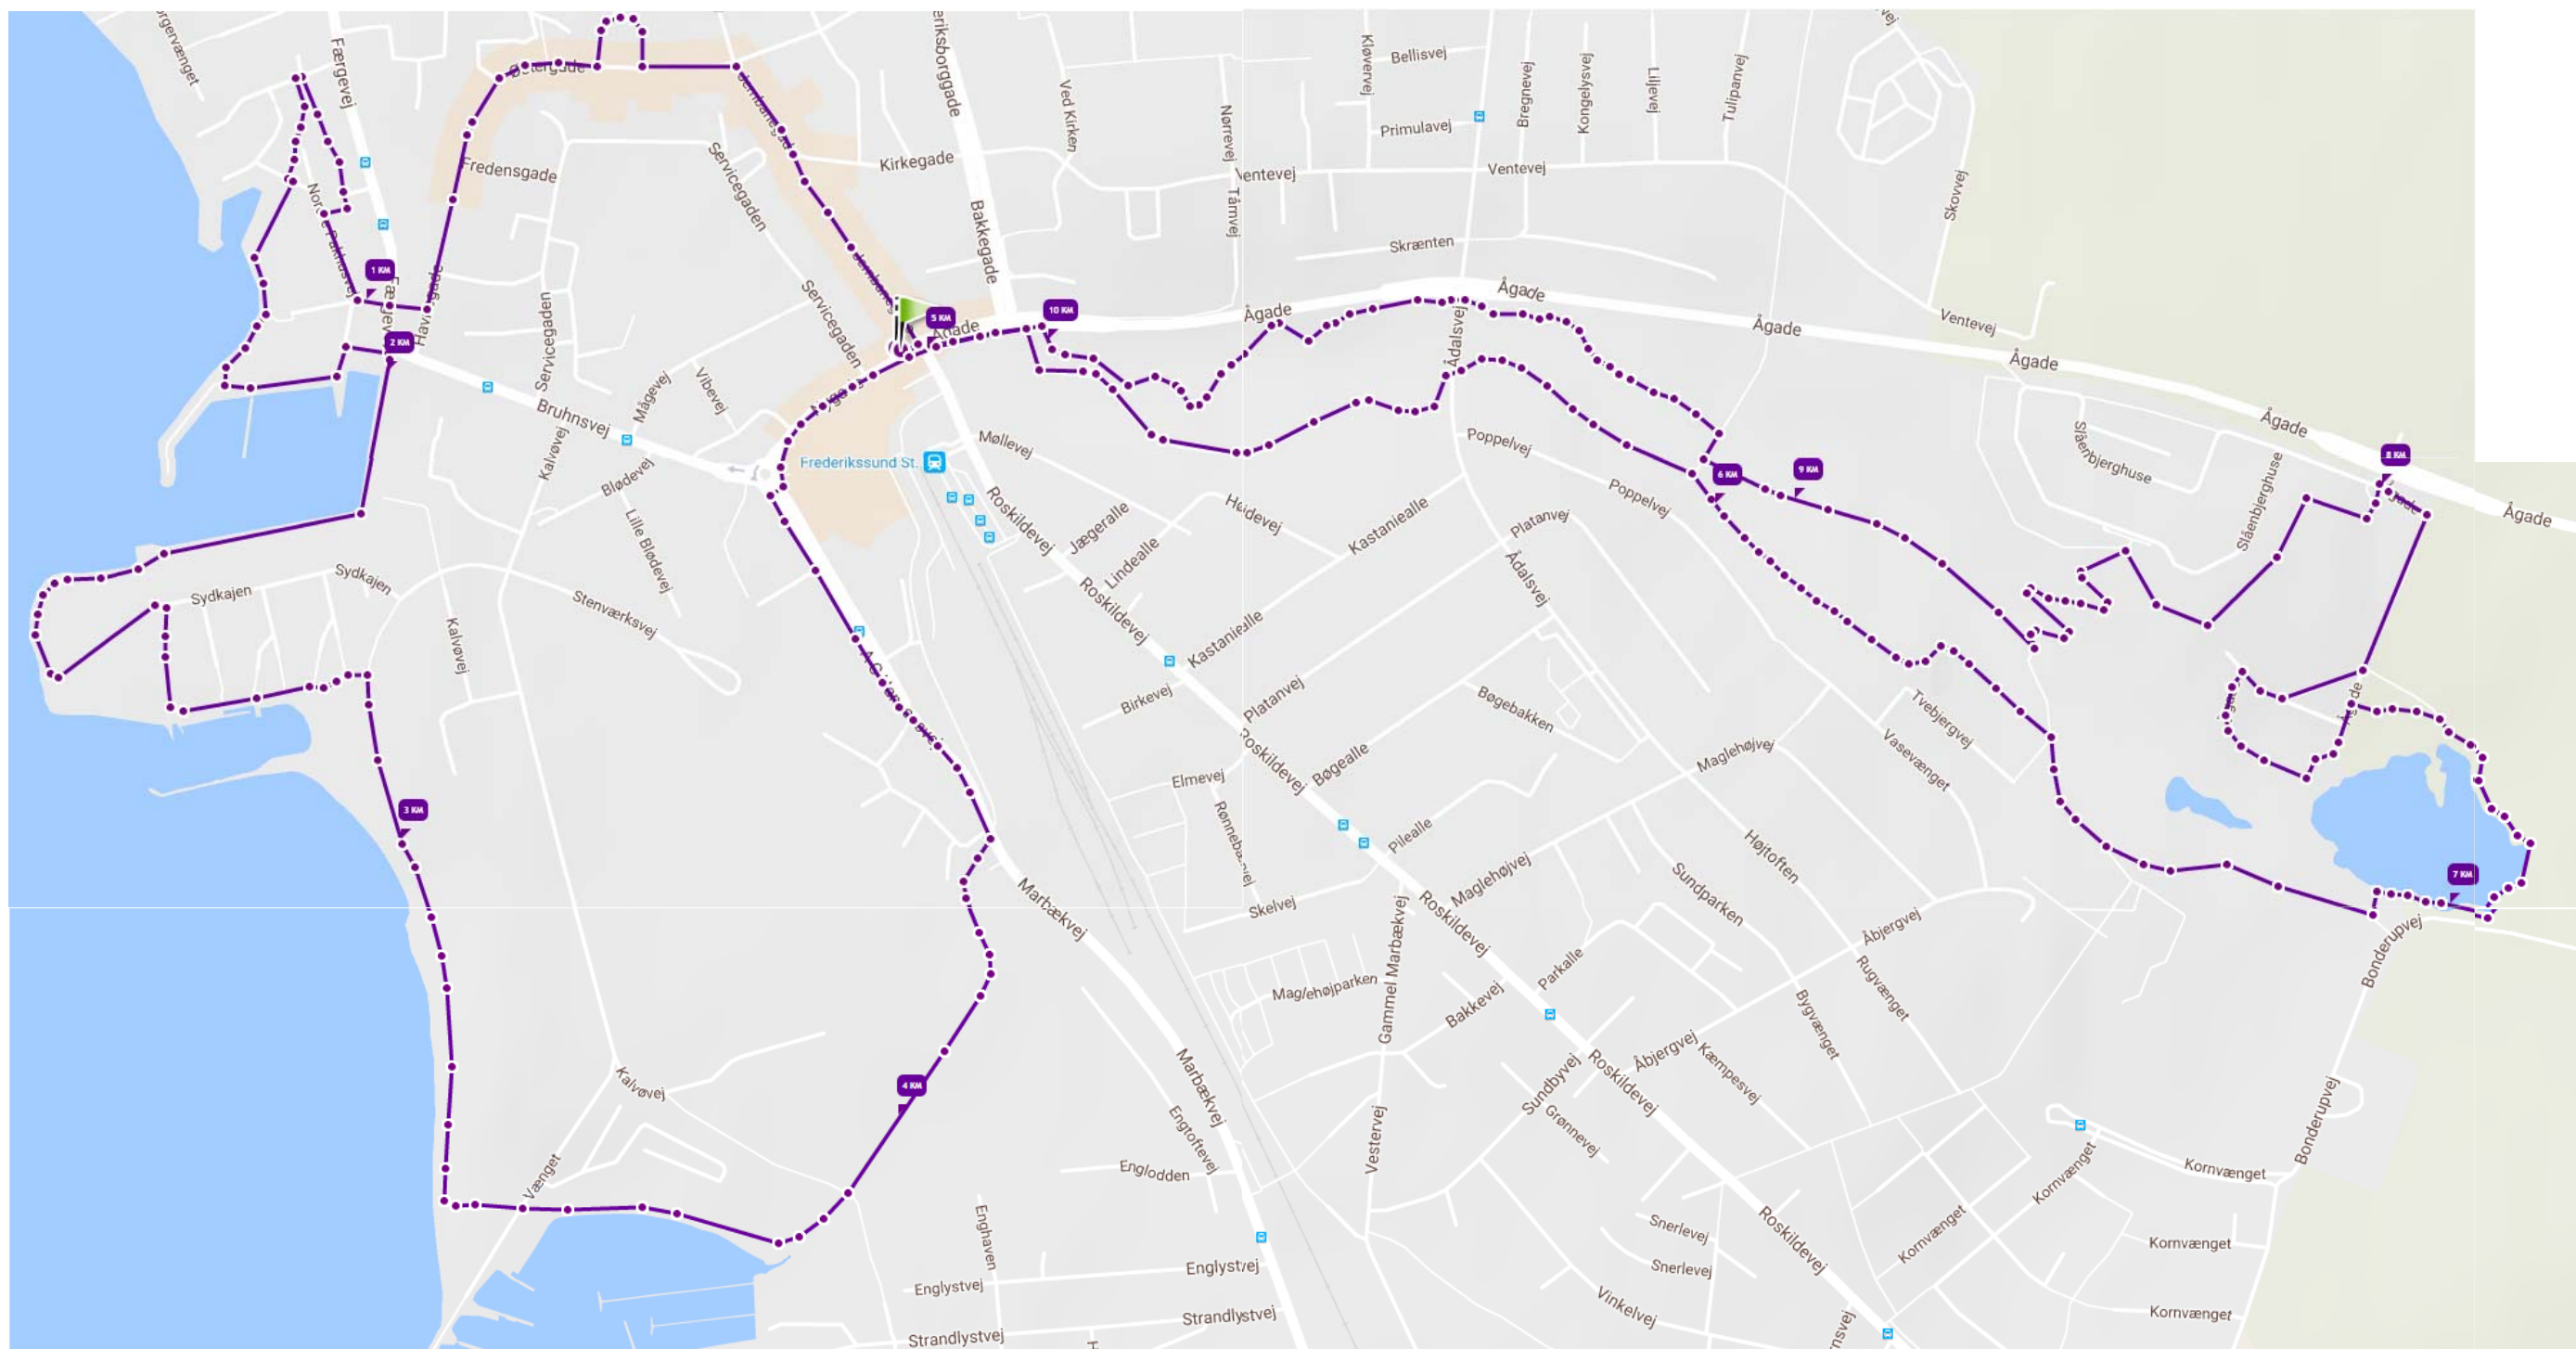 Færgevej
Kløvervej
Bellisvej
Bregnevej
Kongelysvej
Liljevej
Tulipanvej
Ved Kirken
Nørrevej
Primulavej
Fredensgade
Servicegaden
Kirkegade
Ventevej
Ventevej
Tårnvej
Skovvej
Bakkegade
Skrænten
1 KM
Servicegaden
5 KM
10 KM
Ågade
Ågade
Ågade
Ågade
Ventevej
Ågade
2 KM
Servicegaden
Ådalsvej
Ågade
Mågevej
Vibevej
Bruhnsvej
Kalvøvej
Blødevej
Frederikssund St.
Møllevej
Poppelvej
6 KM
9 KM
Slåenbjerghuse
8 KM
Ågade
Slåenbjerghuse
Roskildevej
Jægeralle
Lindealle
Kastaniealle
Platanvej
Poppelvej
Lille Blødevej
Sydkajen
Sydkajen
Stenværksvej
Kalvøvej
Roskildevej
Kastaniealle
Ådalsvej
Birkevej
Platanvej
Bøgebakken
Tvebjergvej
Vasevænget
Roskildevej
Bøgealle
Maglehøjvej
Elmevej
3 KM
Pilealle
Højtoften
Maglehøjvej
Sundparken
7 KM
Marbækvej
Skelvej
Gammel Marbækvej
Roskildevej
Åbjergvej
Bonderupvej
Parkalle
Rugvænget
Maglehøjparken
Bakkevej
Bygvænget
4 KM
Kalvøvej
Marbækvej
Åbjergvej
Kæmpesvej
Roskildevej
Sundbyvej
Grønnevej
Engtoftevej
Vestervej
Bonderupvej
Englodden
Vænget
Kornvænget
Kornvænget
Enghaven
Kornvænget
Snerlevej
Snerlevej
Roskildevej
Kornvænget
Englystvej
Englystvej
Vinkelvej
Kornvænget
Strandlystvej
Strandlystvej